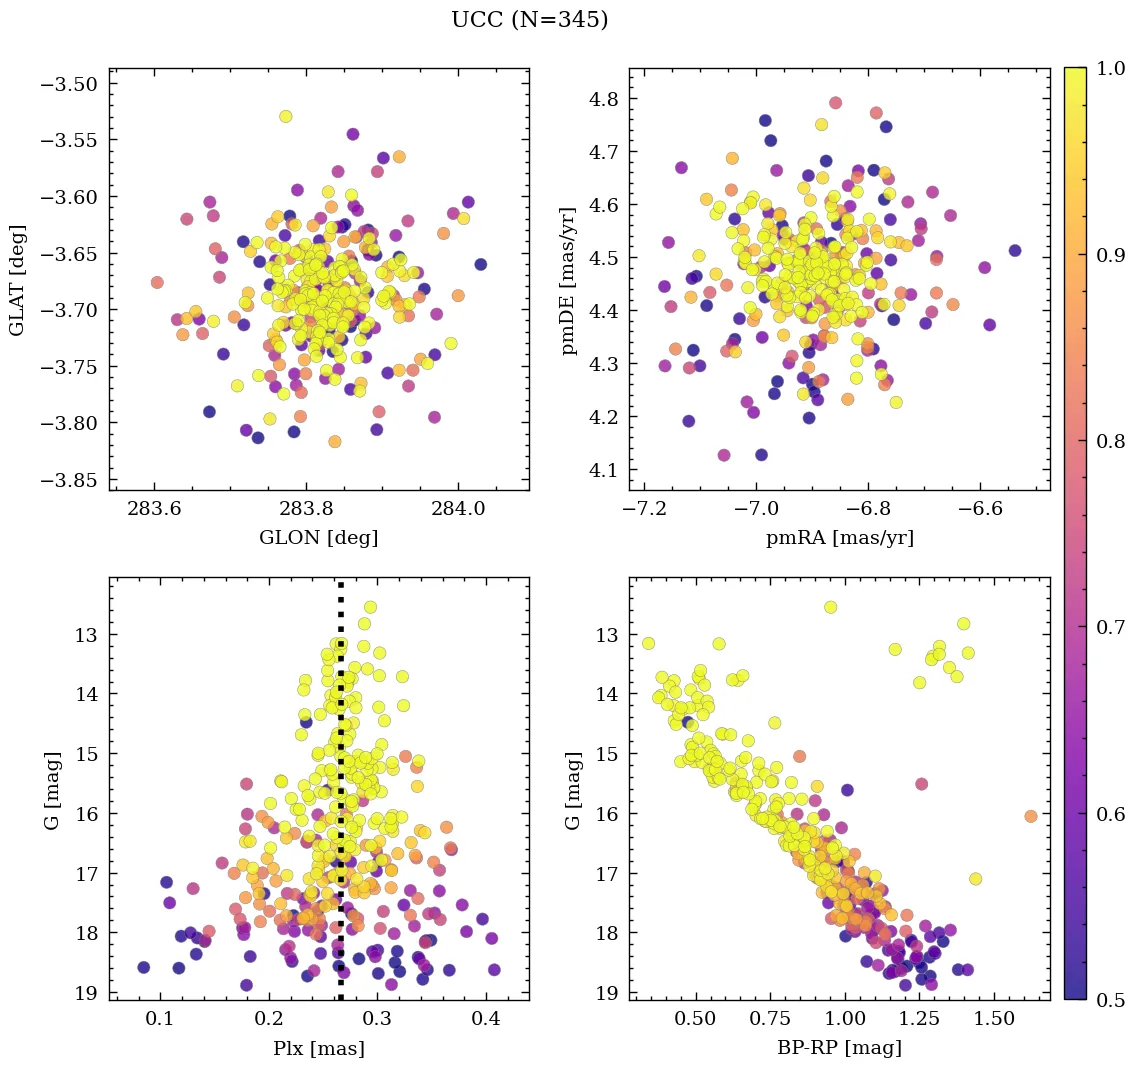 UCC (N=345)
−3.50
−3.55
−3.60
−3.65
−3.70
−3.75
−3.80
−3.85
GLAT [deg]
283.6 283.8 284.0
GLON [deg]
4.8
4.7
4.6
4.5
4.4
4.3
4.2
4.1
pmDE [mas/yr]
−7.2 −7.0 −6.8 −6.6
pmRA [mas/yr]
13
14
15
16
17
18
19
G [mag]
0.1 0.2 0.3 0.4
Plx [mas]
13
14
15
16
17
18
19
G [mag]
0.50 0.75 1.00 1.25 1.50
BP-RP [mag]
1.0
0.9
0.8
0.7
0.6
0.5